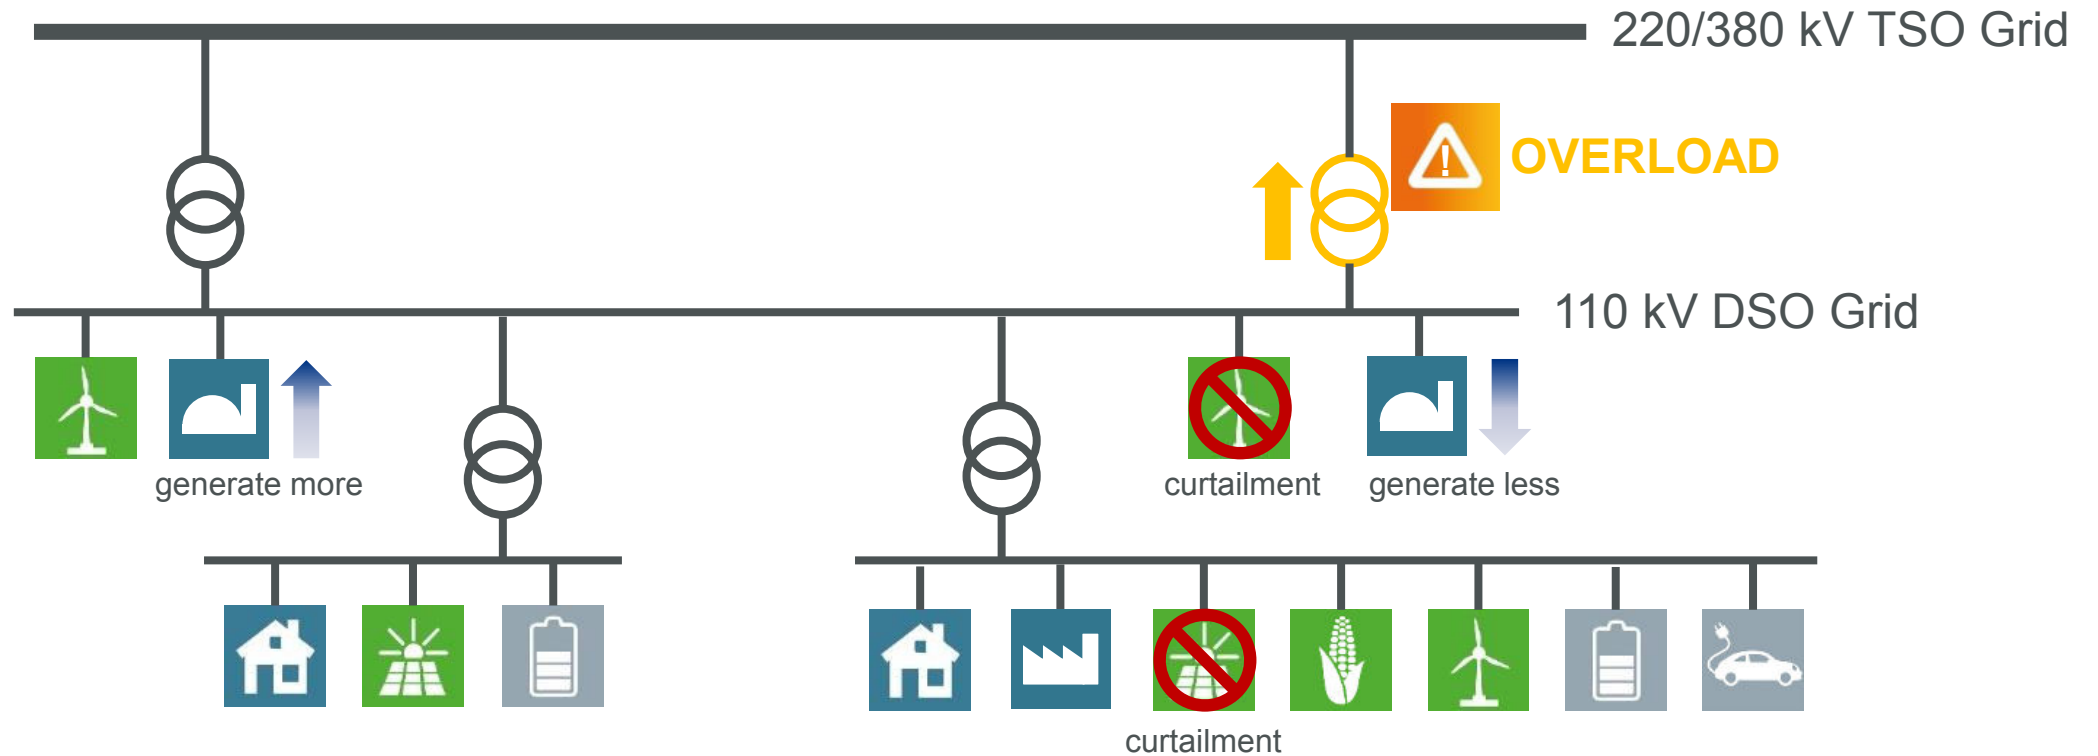 220/380 kV TSO Grid
OVERLOAD
110 kV DSO Grid
generate more
curtailment
generate less
curtailment